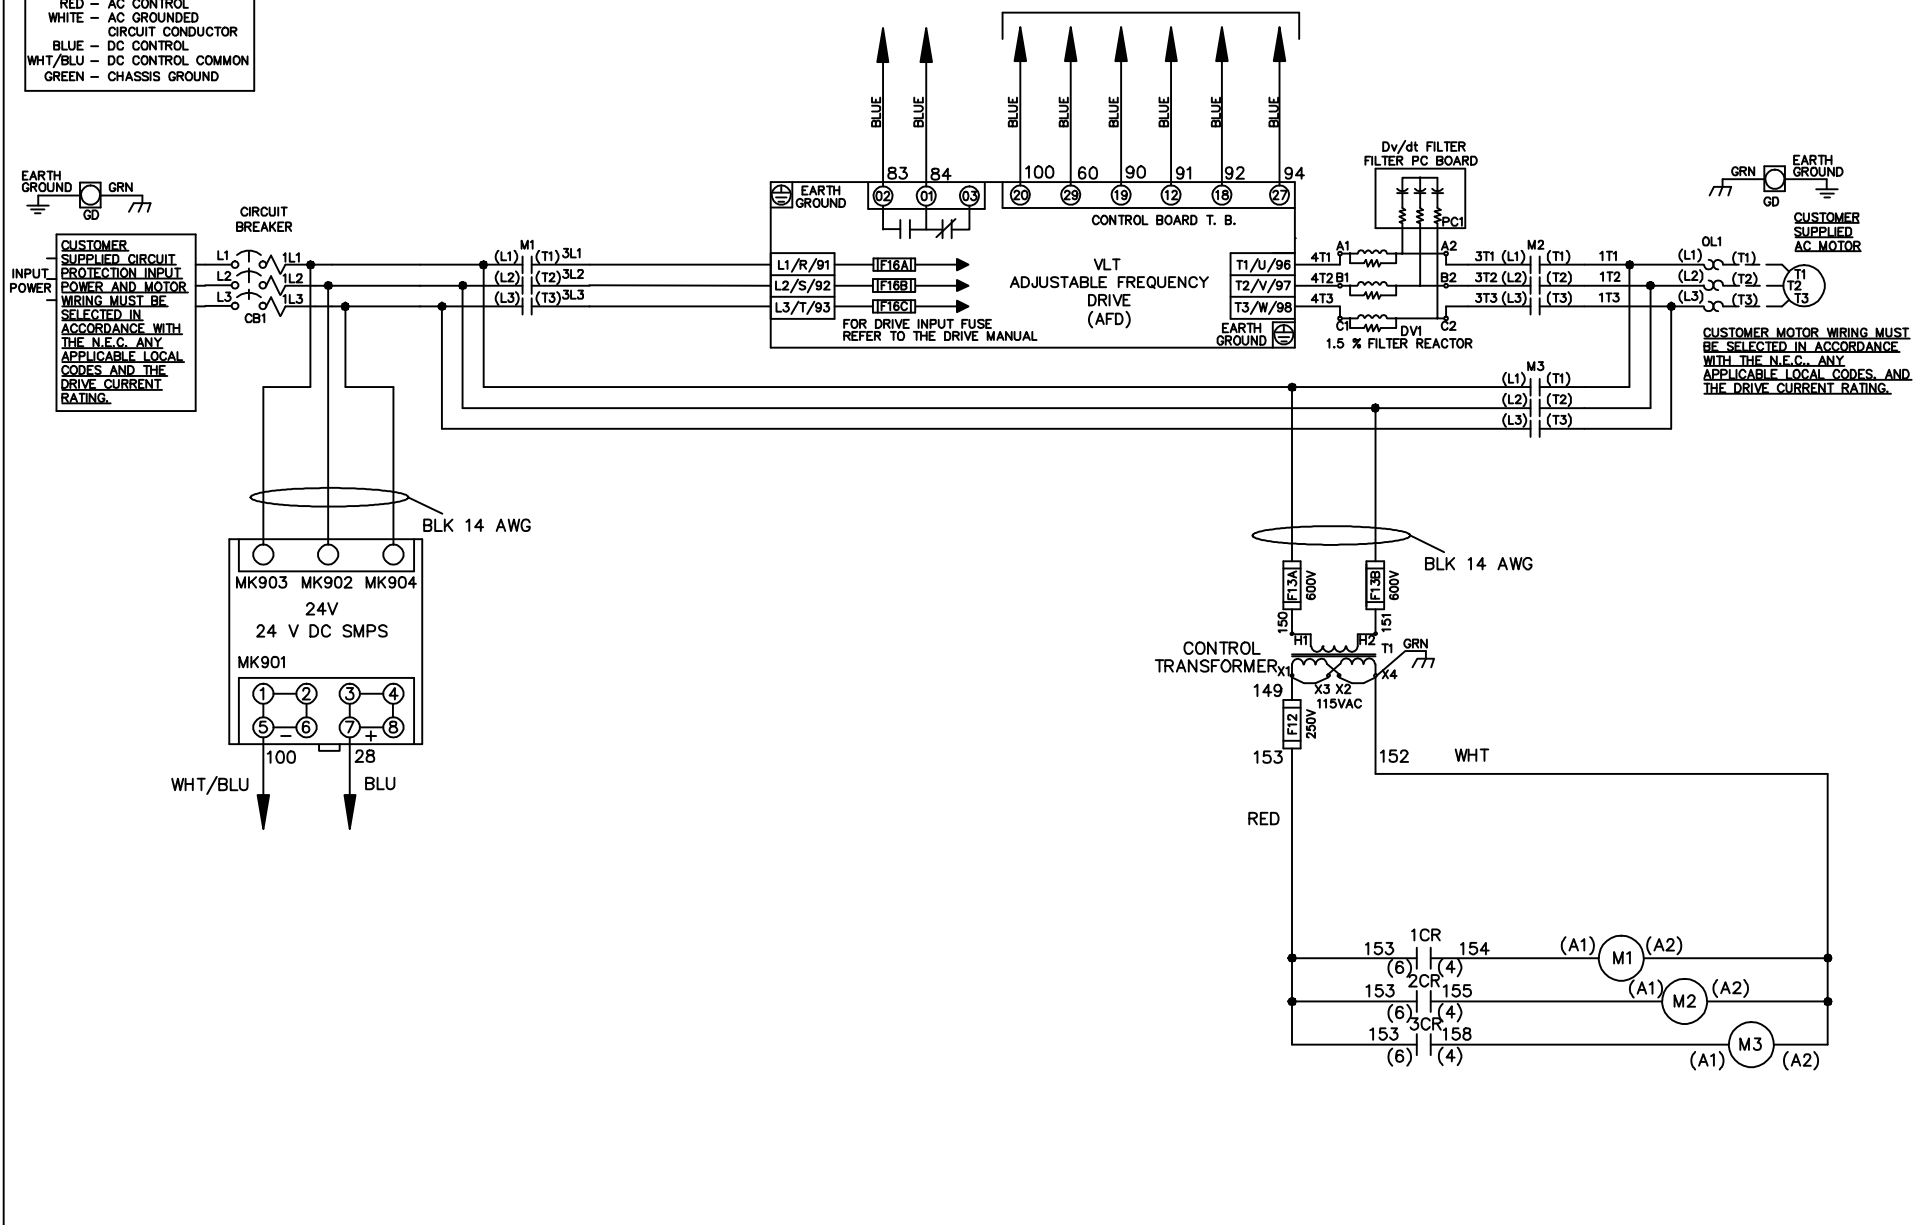 RED – AC CONTROL
WHITE – AC GROUNDED
CIRCUIT CONDUCTOR
BLUE – DC CONTROL
WHT/BLU – DC CONTROL COMMON
GREEN – CHASSIS GROUND
BLUE
BLUE
BLUE
BLUE
BLUE
BLUE
BLUE
BLUE
83
84
100
60
90
91
92
94
EARTH
GROUND
02
01
03
20
29
19
12
18
27
CONTROL BOARD T. B.
EARTH
GROUND
GRN
GD
CIRCUIT
BREAKER
INPUT
POWER
CUSTOMER
SUPPLIED CIRCUIT
PROTECTION INPUT
POWER AND MOTOR
WIRING MUST BE
SELECTED IN
ACCORDANCE WITH
THE N.E.C. ANY
APPLICABLE LOCAL
CODES AND THE
DRIVE CURRENT
RATING.
L1
L2
L3
1L1
1L2
1L3
CB1
M1
(L1) (T1) 3L1
(L2) (T2) 3L2
(L3) (T3) 3L3
L1/R/91
L2/S/92
L3/T/93
F16A
F16B
F16C
FOR DRIVE INPUT FUSE
REFER TO THE DRIVE MANUAL
VLT
ADJUSTABLE FREQUENCY
DRIVE
(AFD)
T1/U/96
T2/V/97
T3/W/98
EARTH
GROUND
Dv/dt FILTER
FILTER PC BOARD
PC1
4T1
4T2
4T3
A1
A2
B1
B2
C1
C2
DV1
1.5 % FILTER REACTOR
M2
3T1 (L1) (T1) 1T1
3T2 (L2) (T2) 1T2
3T3 (L3) (T3) 1T3
OL1
(L1) (T1)
(L2) (T2)
(L3) (T3)
T1
T2
T3
GRN
EARTH
GROUND
GD
CUSTOMER
SUPPLIED
AC MOTOR
CUSTOMER MOTOR WIRING MUST
BE SELECTED IN ACCORDANCE
WITH THE N.E.C., ANY
APPLICABLE LOCAL CODES, AND
THE DRIVE CURRENT RATING.
M3
(L1) (T1)
(L2) (T2)
(L3) (T3)
BLK 14 AWG
MK903 MK902 MK904
24V
24 V DC SMPS
MK901
1 2 3 4
5 – 6 7 + 8
100
28
WHT/BLU
BLU
BLK 14 AWG
F13A
600V
F13B
600V
150
151
H1
H2
T1
GRN
CONTROL
TRANSFORMER
X1
X3 X2
X4
115VAC
149
F12
250V
153
152
WHT
RED
1CR
153 154
(6) (4)
(A1) M1 (A2)
2CR
153 155
(6) (4)
(A1) M2 (A2)
3CR
153 158
(6) (4)
(A1) M3 (A2)